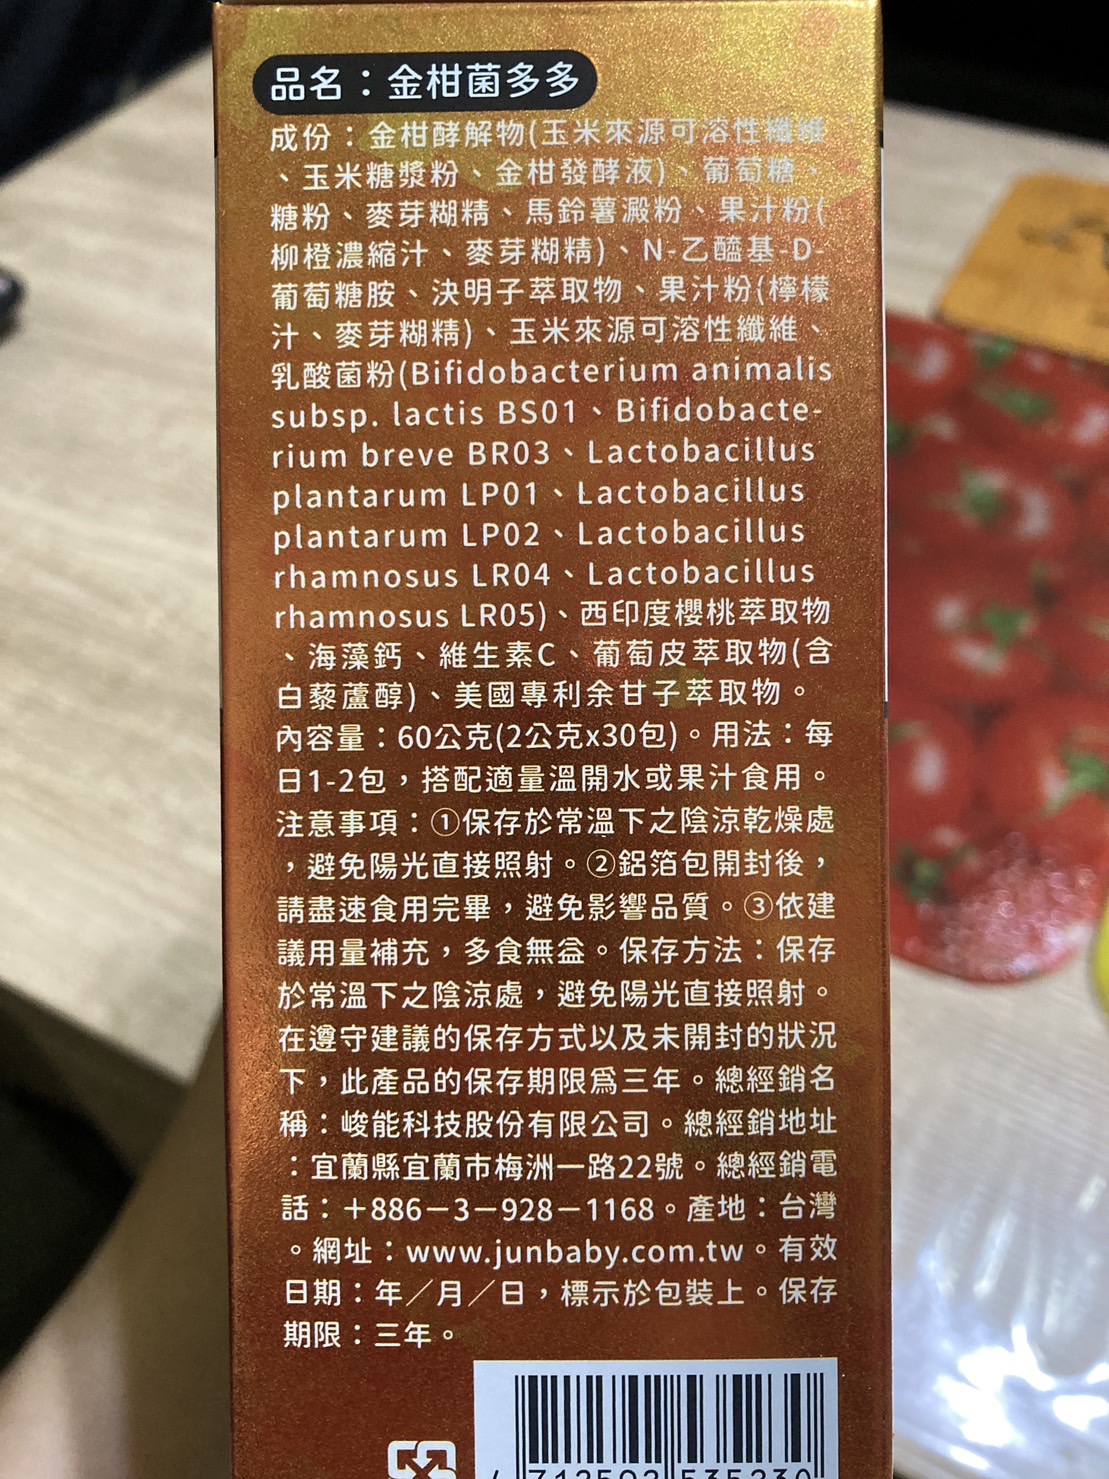 品名：金柑菌多多
成份：金柑酵解物(玉米來源可溶性纖維
、玉米糖漿粉、金柑發酵液)、葡萄糖、
糖粉、麥芽糊精、馬鈴薯澱粉、果汁粉(
柳橙濃縮汁、麥芽糊精)、N-乙醯基-D-
葡萄糖胺、決明子萃取物、果汁粉(檸檬
汁、麥芽糊精)、玉米來源可溶性纖維、
乳酸菌粉(Bifidobacterium animalis
subsp. lactis BS01、Bifidobacte-
rium breve BR03、Lactobacillus
plantarum LP01、Lactobacillus
plantarum LP02、Lactobacillus
rhamnosus LR04、Lactobacillus
rhamnosus LR05)、西印度櫻桃萃取物
、海藻鈣、維生素C、葡萄皮萃取物(含
白藜蘆醇)、美國專利余甘子萃取物。
內容量：60公克(2公克x30包)。用法：每
日1-2包，搭配適量溫開水或果汁食用。
注意事項：①保存於常溫下之陰涼乾燥處
，避免陽光直接照射。②鋁箔包開封後，
請盡速食用完畢，避免影響品質。③依建
議用量補充，多食無益。保存方法：保存
於常溫下之陰涼處，避免陽光直接照射。
在遵守建議的保存方式以及未開封的狀況
下，此產品的保存期限爲三年。總經銷名
稱：峻能科技股份有限公司。總經銷地址
：宜蘭縣宜蘭市梅洲一路22號。總經銷電
話：+886－3－928－1168。產地：台灣
。網址：www.junbaby.com.tw。有效
日期：年／月／日，標示於包裝上。保存
期限：三年。